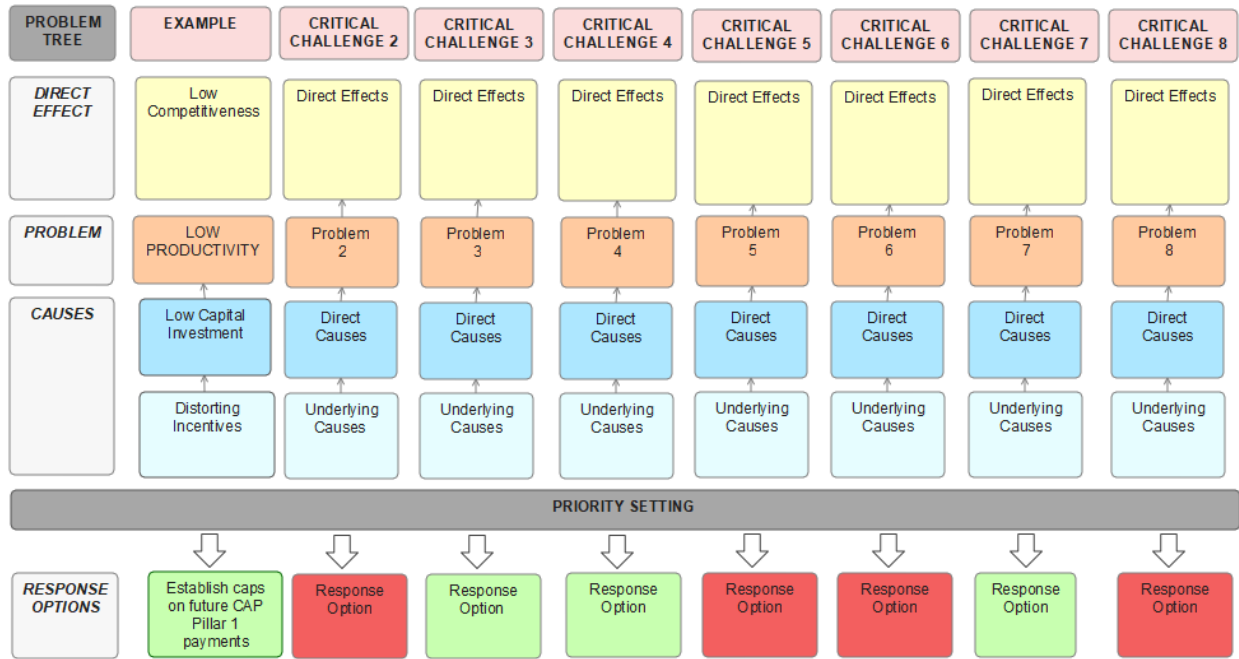 PROBLEM
TREE
EXAMPLE
CRITICAL
CHALLENGE 2
CRITICAL
CHALLENGE 3
CRITICAL
CHALLENGE 4
CRITICAL
CHALLENGE 5
CRITICAL
CHALLENGE 6
CRITICAL
CHALLENGE 7
CRITICAL
CHALLENGE 8
DIRECT
EFFECT
Low
Competitiveness
Direct Effects
Direct Effects
Direct Effects
Direct Effects
Direct Effects
Direct Effects
Direct Effects
PROBLEM
LOW
PRODUCTIVITY
Problem
2
Problem
3
Problem
4
Problem
5
Problem
6
Problem
7
Problem
8
CAUSES
Low Capital
Investment
Direct
Causes
Direct
Causes
Direct
Causes
Direct
Causes
Direct
Causes
Direct
Causes
Direct
Causes
Distorting
Incentives
Underlying
Causes
Underlying
Causes
Underlying
Causes
Underlying
Causes
Underlying
Causes
Underlying
Causes
Underlying
Causes
PRIORITY SETTING
RESPONSE
OPTIONS
Establish caps
on future CAP
Pillar 1
payments
Response
Option
Response
Option
Response
Option
Response
Option
Response
Option
Response
Option
Response
Option